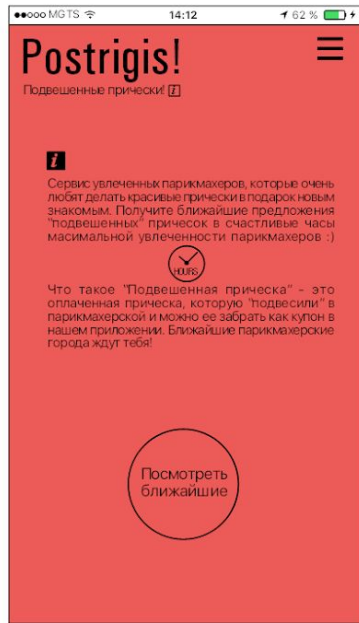 MGTS 14:12 62 %
Postrigis!
Подвешенные прически! i
i
Сервис увлеченных парикмахеров, которые очень
любят делать красивые прически в подарок новым
знакомым. Получите ближайшие предложения
"подвешенных" причесок в счастливые часы
масимальной увлеченности парикмахеров :)
HOURS
Что такое "Подвешенная прическа" - это
оплаченная прическа, которую "подвесили" в
парикмахерской и можно ее забрать как купон в
нашем приложении. Ближайшие парикмахерские
города ждут тебя!
Посмотреть
ближайшие